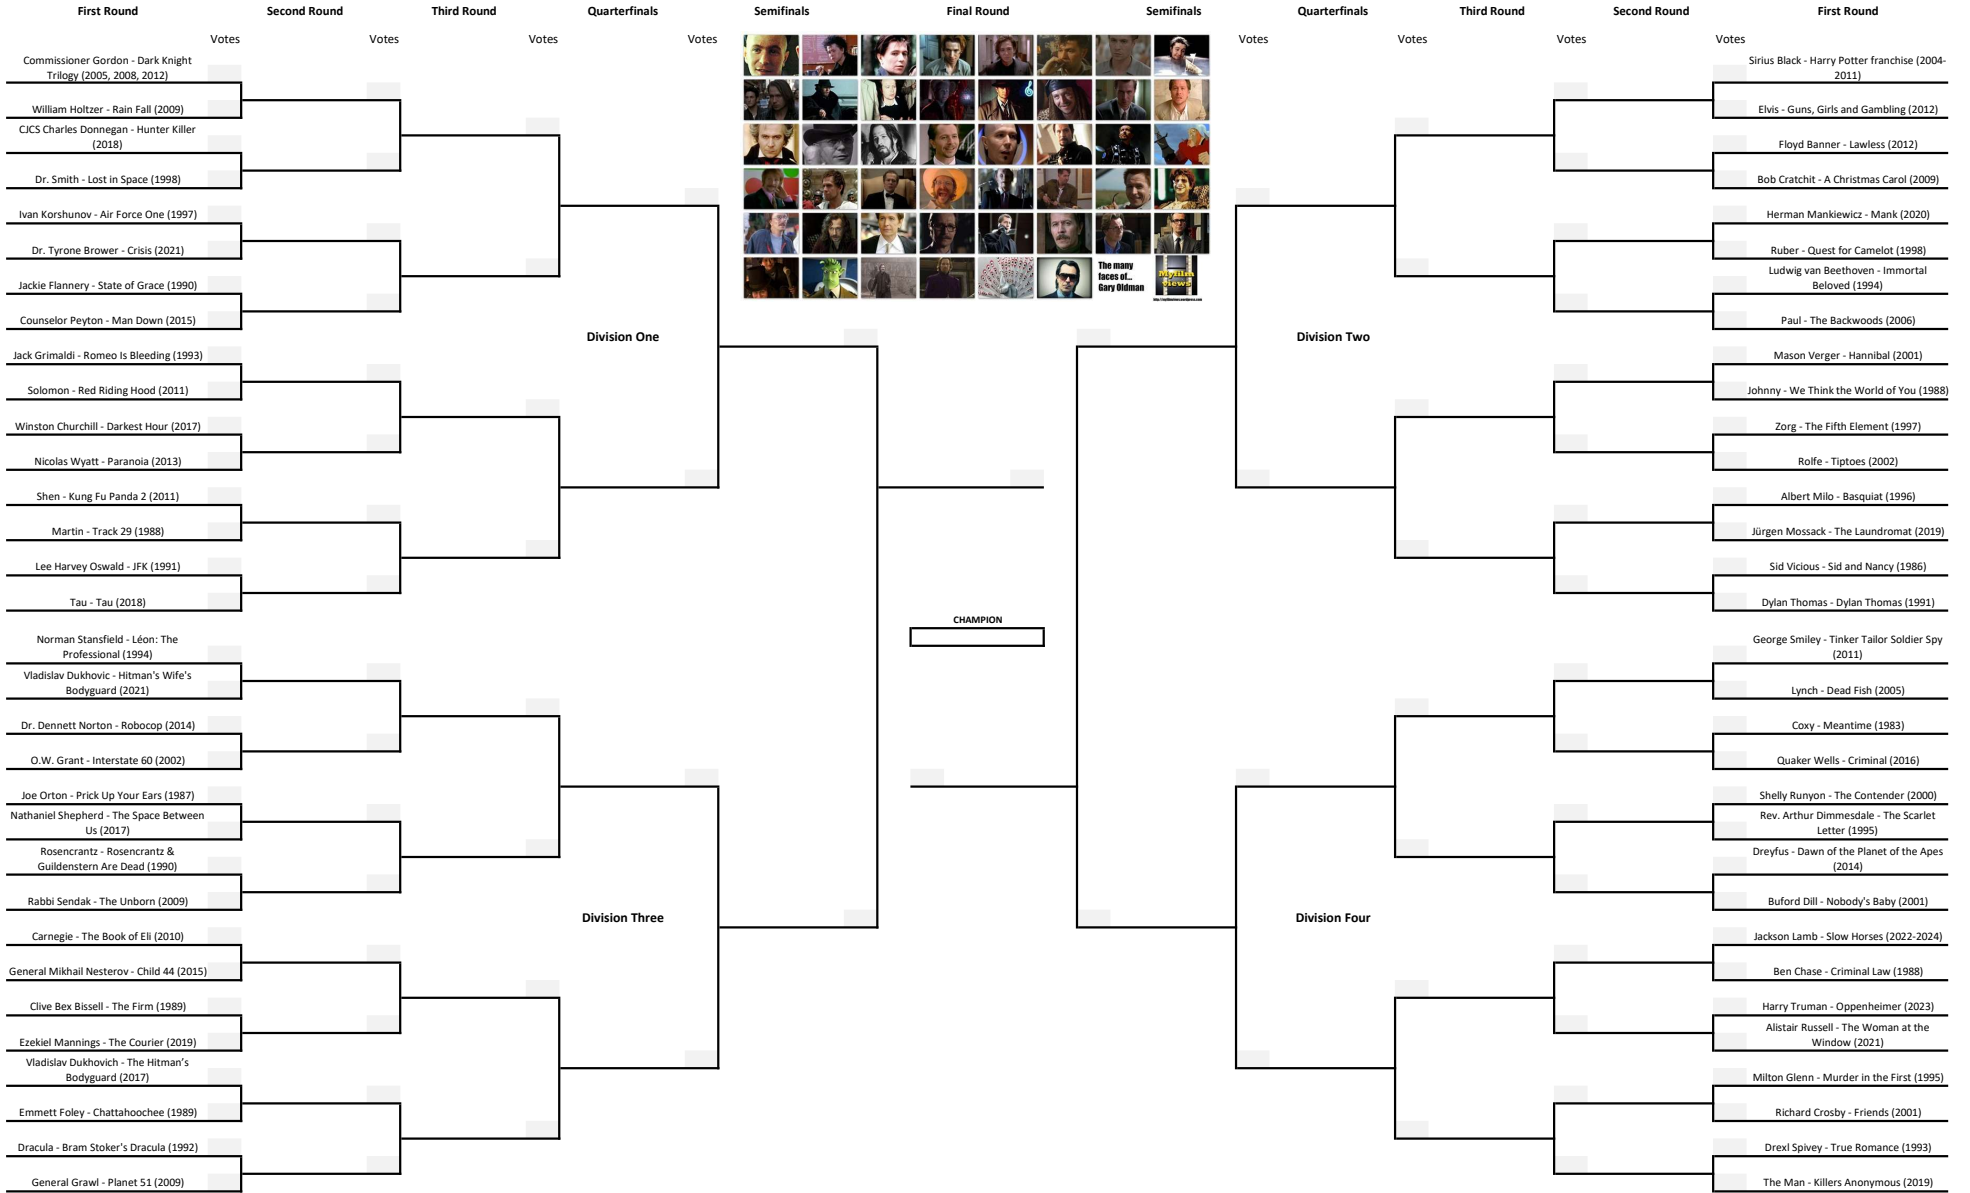 First Round Second Round Third Round Quarterfinals Semifinals Final Round Semifinals Quarterfinals Third Round Second Round First Round
Votes Votes Votes Votes Votes Votes Votes Votes
Commissioner Gordon - Dark Knight
Trilogy (2005, 2008, 2012)
William Holtzer - Rain Fall (2009)
CJCS Charles Donnegan - Hunter Killer
(2018)
Dr. Smith - Lost in Space (1998)
Ivan Korshunov - Air Force One (1997)
Dr. Tyrone Brower - Crisis (2021)
Jackie Flannery - State of Grace (1990)
Counselor Peyton - Man Down (2015)
Division One
Jack Grimaldi - Romeo Is Bleeding (1993)
Solomon - Red Riding Hood (2011)
Winston Churchill - Darkest Hour (2017)
Nicolas Wyatt - Paranoia (2013)
Shen - Kung Fu Panda 2 (2011)
Martin - Track 29 (1988)
Lee Harvey Oswald - JFK (1991)
Tau - Tau (2018)
Norman Stansfield - Léon: The
Professional (1994)
Vladislav Dukhovic - Hitman's Wife's
Bodyguard (2021)
Dr. Dennett Norton - Robocop (2014)
O.W. Grant - Interstate 60 (2002)
Joe Orton - Prick Up Your Ears (1987)
Nathaniel Shepherd - The Space Between
Us (2017)
Rosencrantz - Rosencrantz &
Guildenstern Are Dead (1990)
Rabbi Sendak - The Unborn (2009)
Division Three
Carnegie - The Book of Eli (2010)
General Mikhail Nesterov - Child 44 (2015)
Clive Bex Bissell - The Firm (1989)
Ezekiel Mannings - The Courier (2019)
Vladislav Dukhovich - The Hitman’s
Bodyguard (2017)
Emmett Foley - Chattahoochee (1989)
Dracula - Bram Stoker's Dracula (1992)
General Grawl - Planet 51 (2009)
The many
faces of...
Gary Oldman
Myfilm
views
CHAMPION
Sirius Black - Harry Potter franchise (2004-
2011)
Elvis - Guns, Girls and Gambling (2012)
Floyd Banner - Lawless (2012)
Bob Cratchit - A Christmas Carol (2009)
Herman Mankiewicz - Mank (2020)
Ruber - Quest for Camelot (1998)
Ludwig van Beethoven - Immortal
Beloved (1994)
Paul - The Backwoods (2006)
Division Two
Mason Verger - Hannibal (2001)
Johnny - We Think the World of You (1988)
Zorg - The Fifth Element (1997)
Rolfe - Tiptoes (2002)
Albert Milo - Basquiat (1996)
Jürgen Mossack - The Laundromat (2019)
Sid Vicious - Sid and Nancy (1986)
Dylan Thomas - Dylan Thomas (1991)
George Smiley - Tinker Tailor Soldier Spy
(2011)
Lynch - Dead Fish (2005)
Coxy - Meantime (1983)
Quaker Wells - Criminal (2016)
Shelly Runyon - The Contender (2000)
Rev. Arthur Dimmesdale - The Scarlet
Letter (1995)
Dreyfus - Dawn of the Planet of the Apes
(2014)
Buford Dill - Nobody's Baby (2001)
Division Four
Jackson Lamb - Slow Horses (2022-2024)
Ben Chase - Criminal Law (1988)
Harry Truman - Oppenheimer (2023)
Alistair Russell - The Woman at the
Window (2021)
Milton Glenn - Murder in the First (1995)
Richard Crosby - Friends (2001)
Drexl Spivey - True Romance (1993)
The Man - Killers Anonymous (2019)